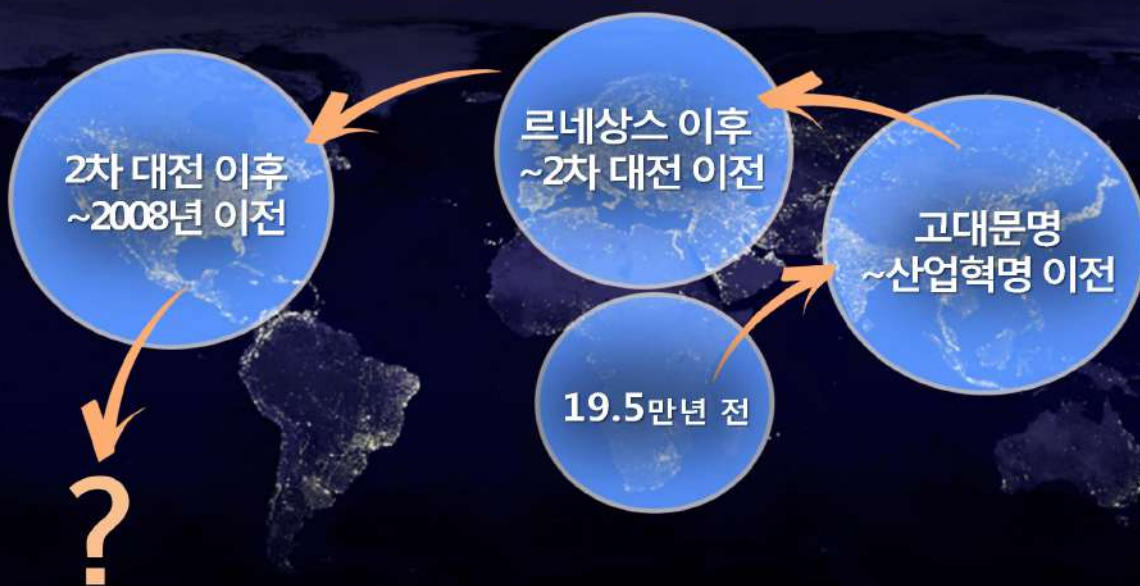 2차 대전 이후
~2008년 이전
르네상스 이후
~2차 대전 이전
고대문명
~산업혁명 이전
19.5만년 전
?